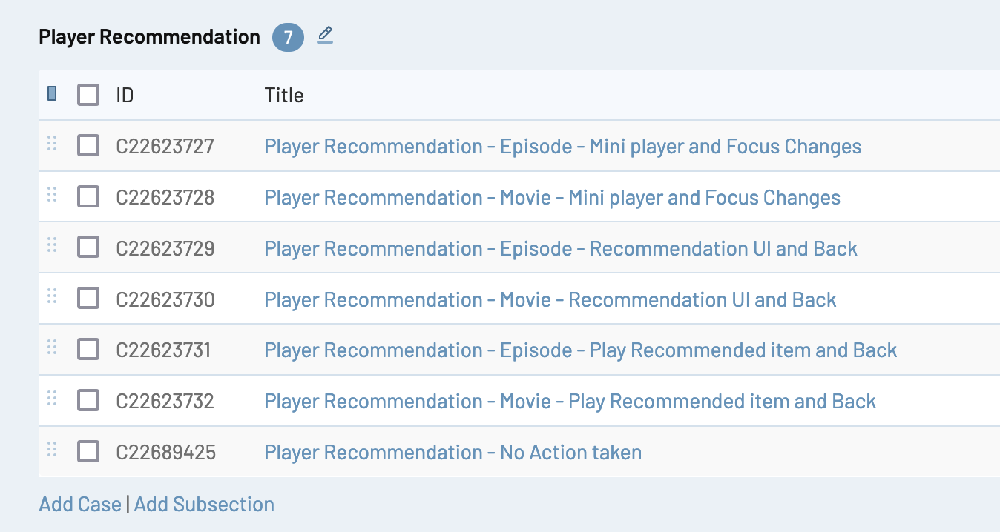 Player Recommendation 7
ID Title
C22623727 Player Recommendation - Episode - Mini player and Focus Changes
C22623728 Player Recommendation - Movie - Mini player and Focus Changes
C22623729 Player Recommendation - Episode - Recommendation UI and Back
C22623730 Player Recommendation - Movie - Recommendation UI and Back
C22623731 Player Recommendation - Episode - Play Recommended item and Back
C22623732 Player Recommendation - Movie - Play Recommended item and Back
C22689425 Player Recommendation - No Action taken
Add Case | Add Subsection